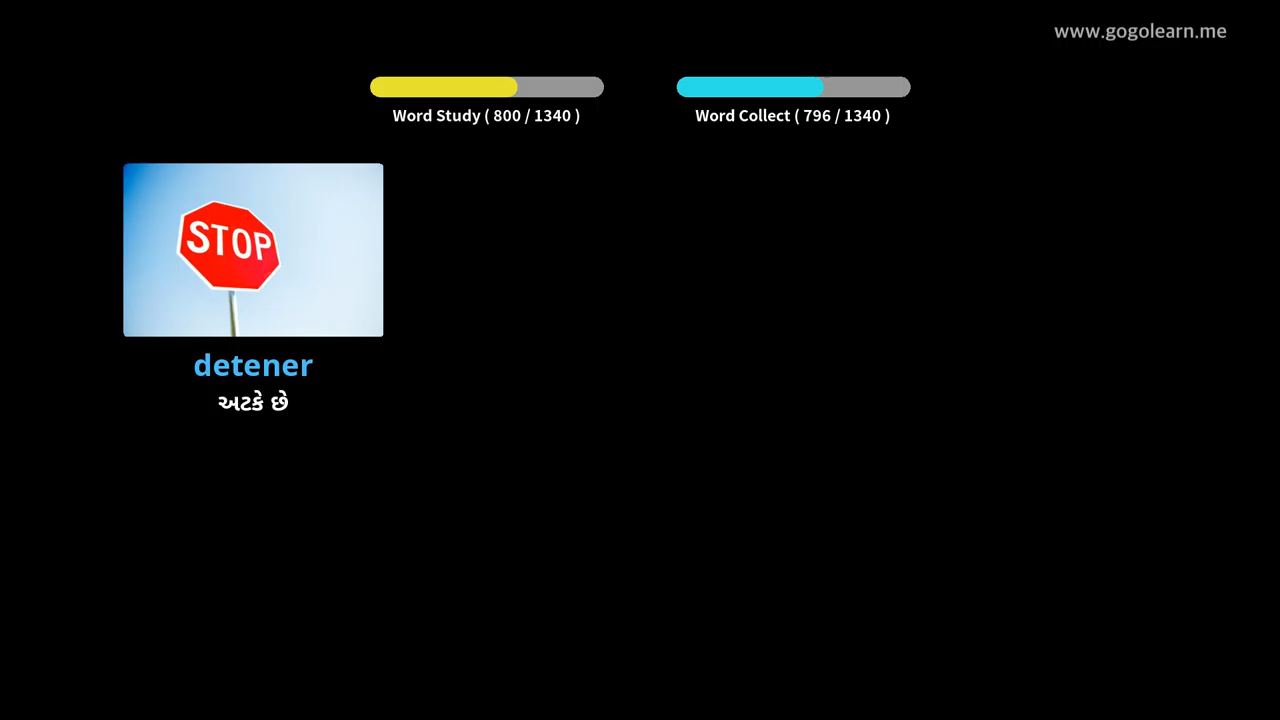 www.gogolearn.me
Word Study ( 800 / 1340 )
Word Collect ( 796 / 1340 )
STOP
detener
અટકે છે